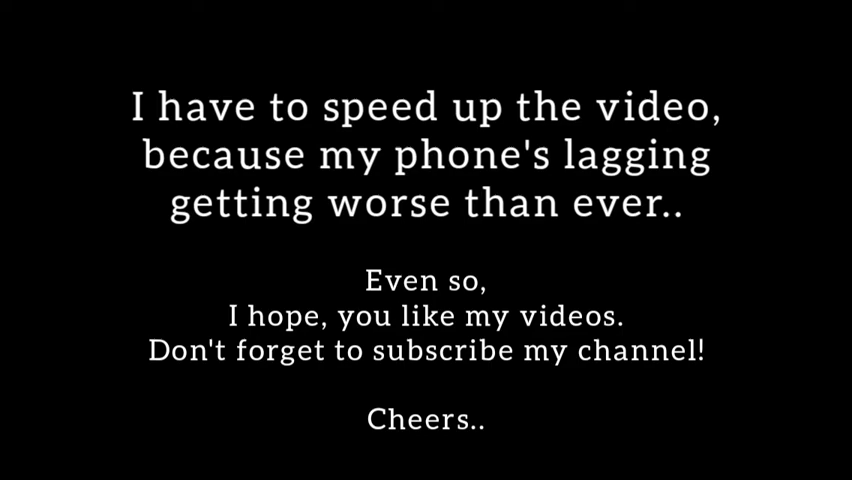 I have to speed up the video,
because my phone's lagging
getting worse than ever..
Even so,
I hope, you like my videos.
Don't forget to subscribe my channel!
Cheers..